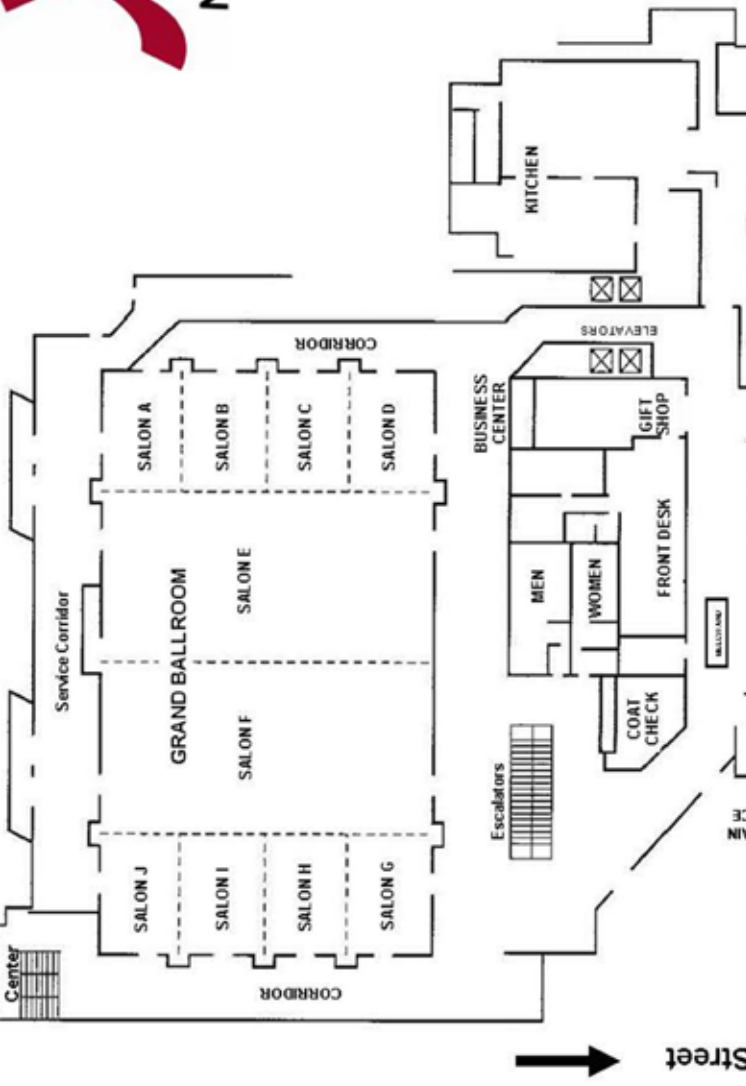 N
KITCHEN
CORRIDOR
ELEVATORS
BUSINESS
CENTER
GIFT
SHOP
SALON A
SALON B
SALON C
SALON D
SALON E
GRAND BALLROOM
SALON F
Service Corridor
MEN
WOMEN
FRONT DESK
COAT
CHECK
Escalators
SALON J
SALON I
SALON H
SALON G
CORRIDOR
Center
Street